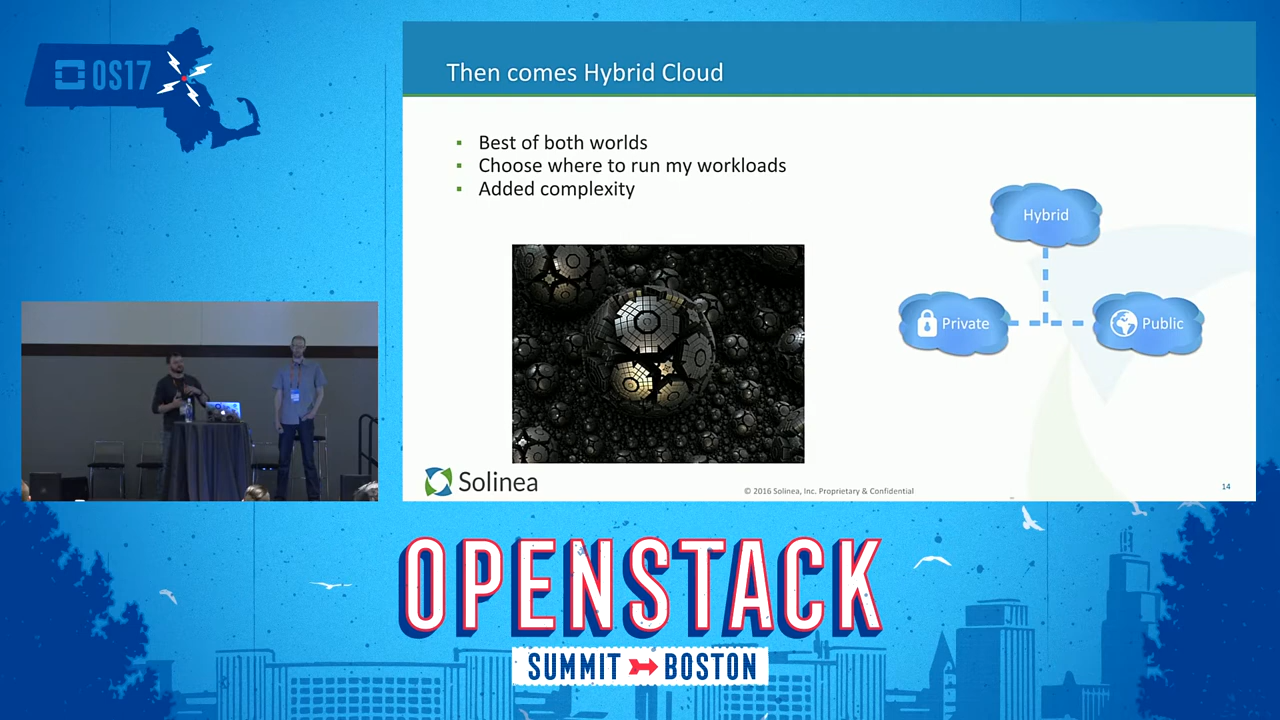 OS17
Then comes Hybrid Cloud
Best of both worlds
Choose where to run my workloads
Added complexity
Hybrid
Private
Public
Solinea
© 2016 Solinea, Inc. Proprietary & Confidential
14
OPENSTACK
SUMMIT BOSTON